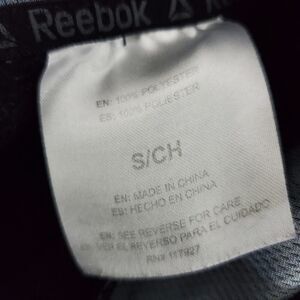 Reebok
EN: 100% POLYESTER
ES: 100% POLIESTER
S/CH
EN: MADE IN CHINA
ES: HECHO EN CHINA
EN: SEE REVERSE FOR CARE
VER EL REVERSO PARA EL CUIDADO
RN# 117927